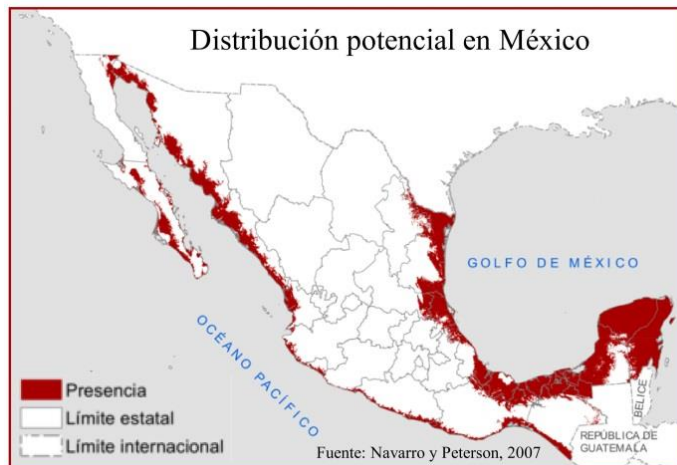 Distribución potencial en México
GOLFO DE MÉXICO
OCÉANO PACÍFICO
BELICE
REPÚBLICA DE
GUATEMALA
Presencia
Límite estatal
Límite internacional
Fuente: Navarro y Peterson, 2007